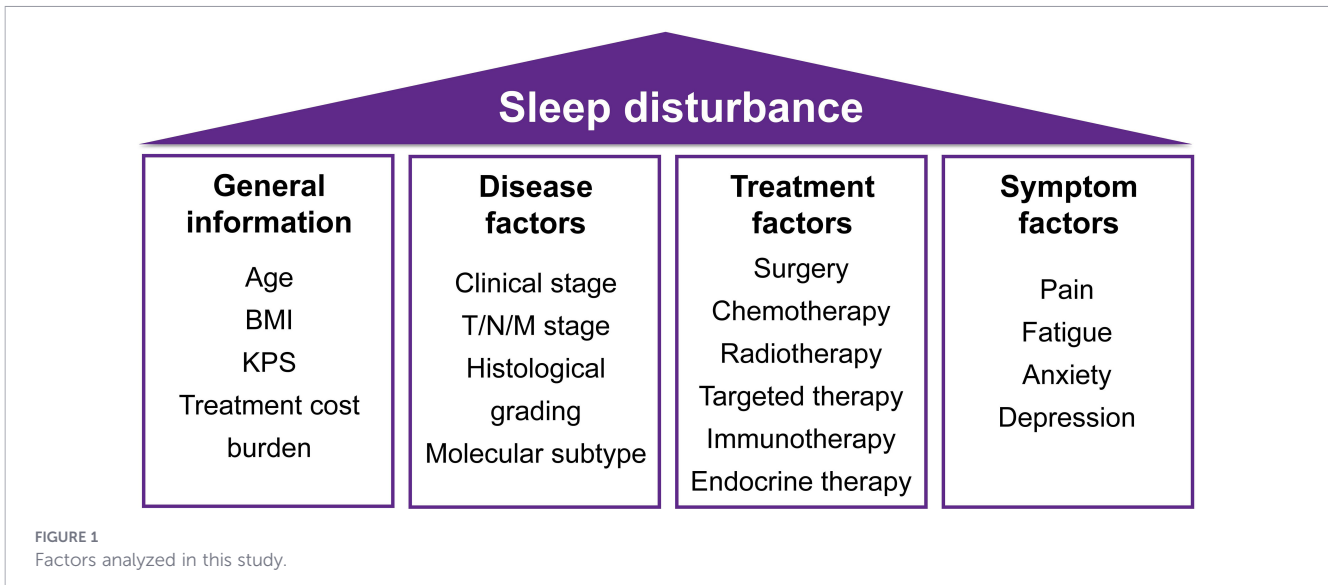 Sleep disturbance
General
information
Age
BMI
KPS
Treatment cost
burden
Disease
factors
Clinical stage
T/N/M stage
Histological
grading
Molecular subtype
Treatment
factors
Surgery
Chemotherapy
Radiotherapy
Targeted therapy
Immunotherapy
Endocrine therapy
Symptom
factors
Pain
Fatigue
Anxiety
Depression
FIGURE 1
Factors analyzed in this study.